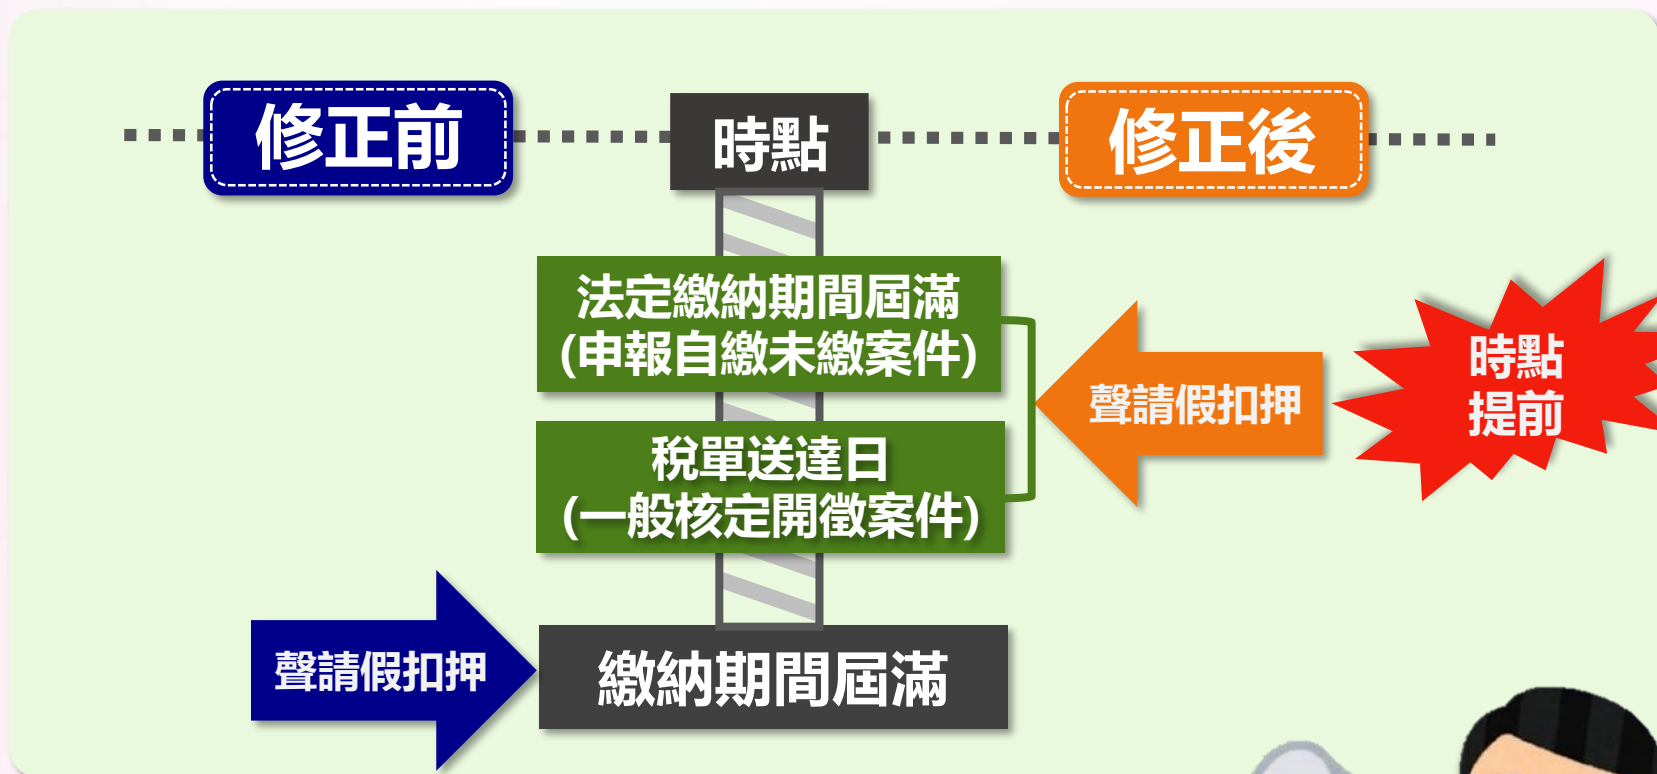 修正前
時點
修正後
法定繳納期間屆滿
(申報自繳未繳案件)
稅單送達日
(一般核定開徵案件)
聲請假扣押
時點
提前
聲請假扣押
繳納期間屆滿